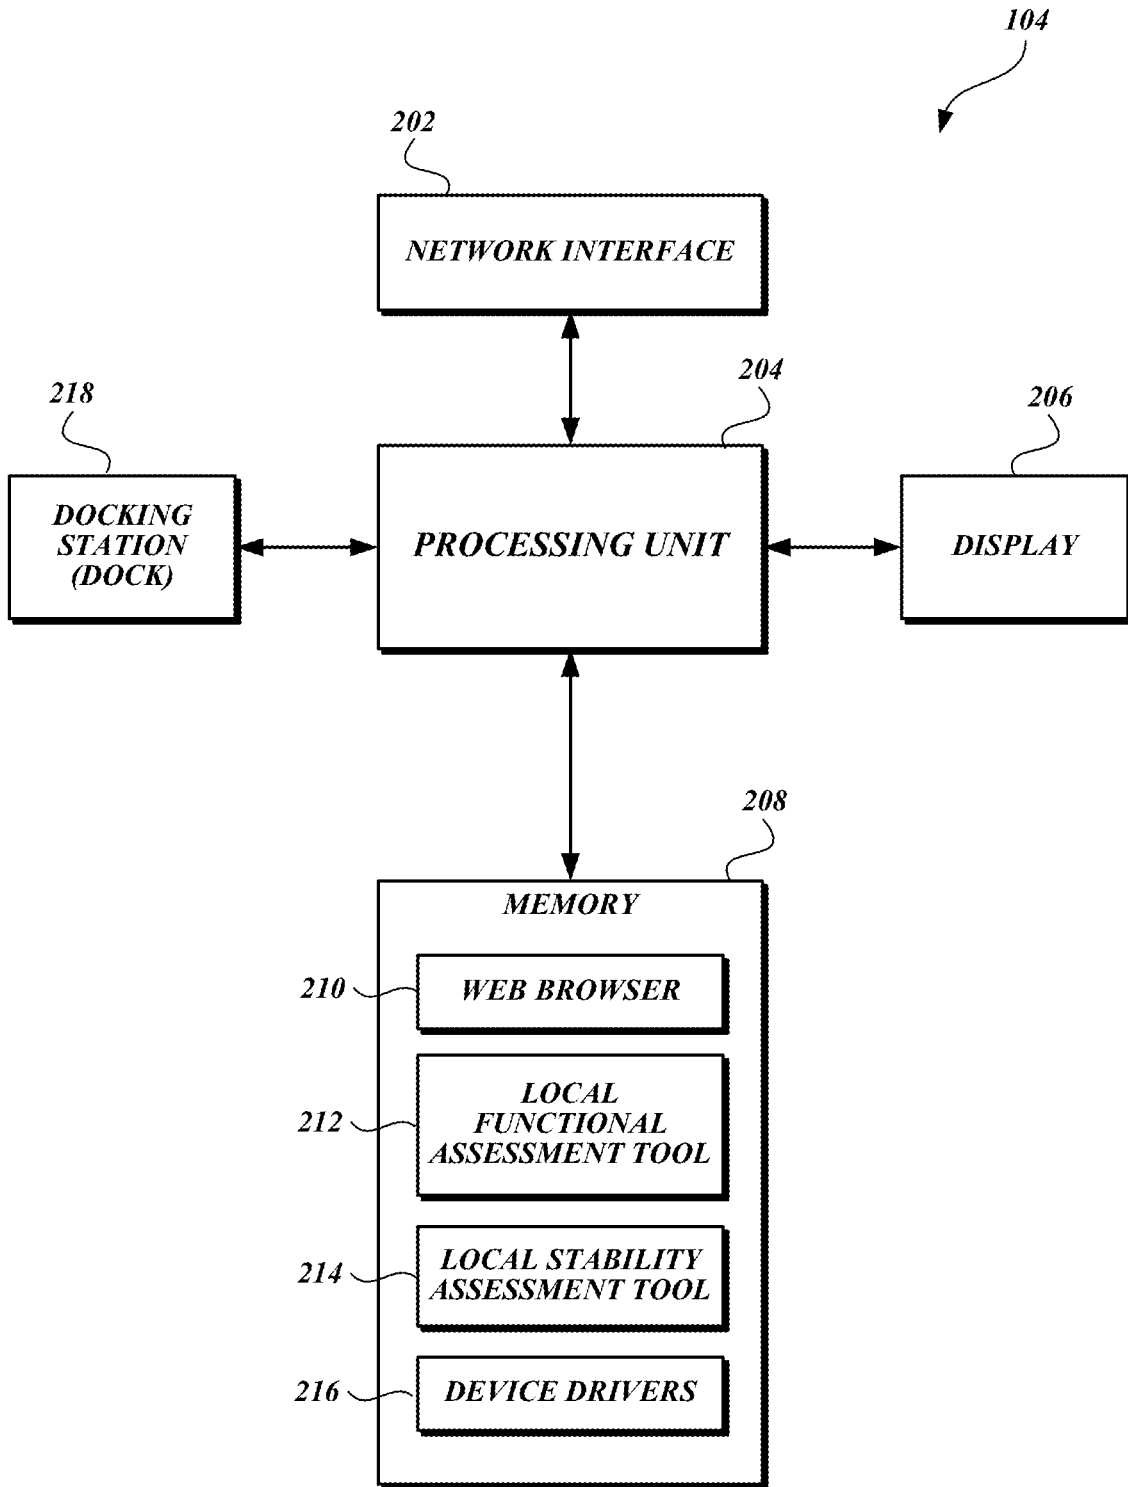 104
202
NETWORK INTERFACE
204
218
206
DOCKING
STATION
(DOCK)
PROCESSING UNIT
DISPLAY
208
MEMORY
210
WEB BROWSER
212
LOCAL
FUNCTIONAL
ASSESSMENT TOOL
214
LOCAL STABILITY
ASSESSMENT TOOL
216
DEVICE DRIVERS